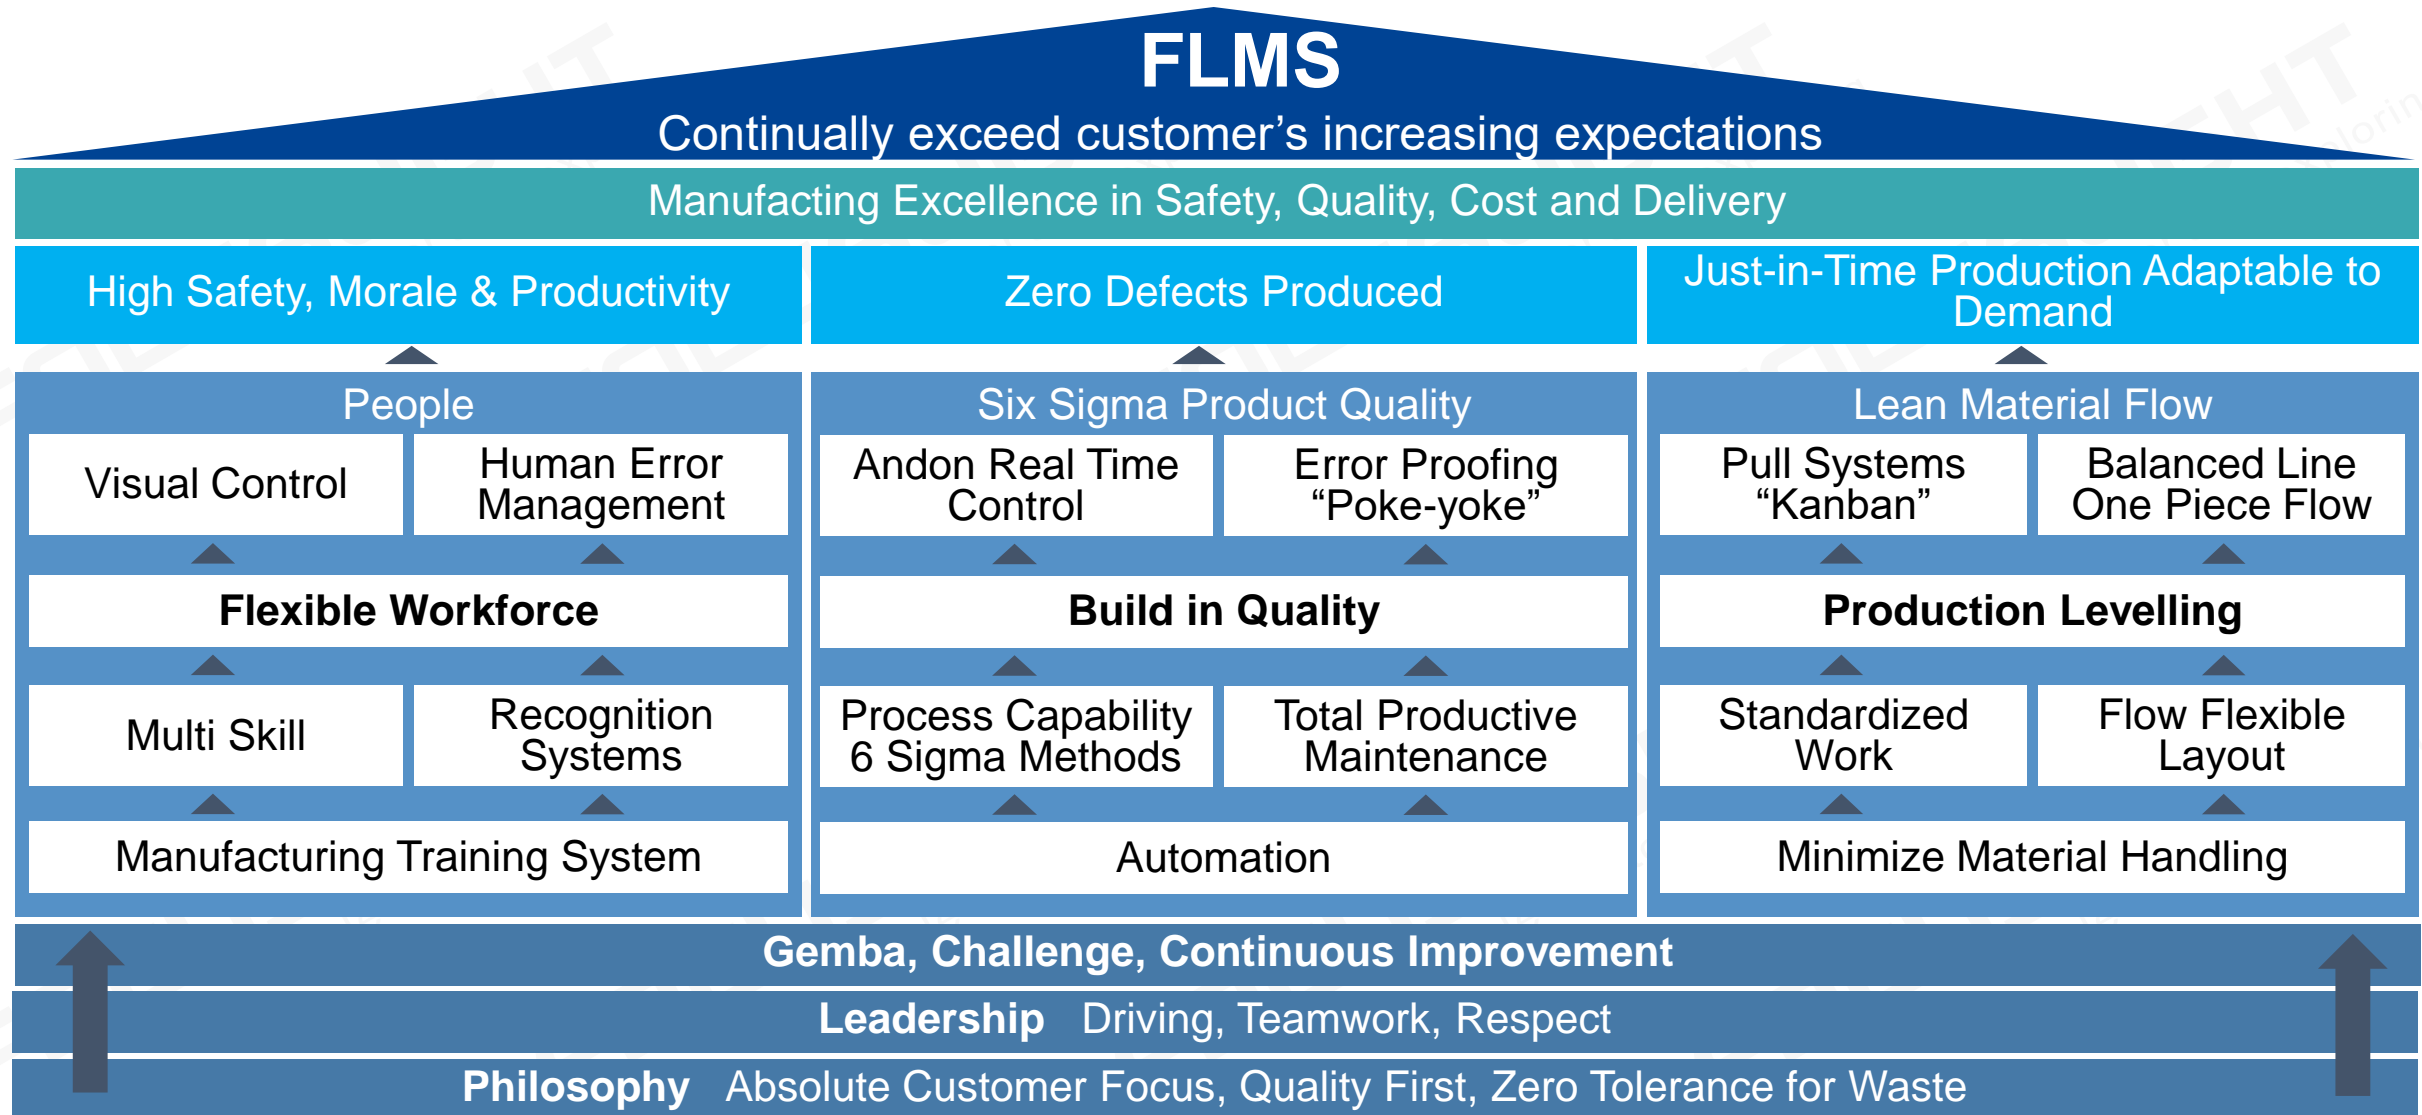 FLMS
Continually exceed customer’s increasing expectations
Manufacting Excellence in Safety, Quality, Cost and Delivery
High Safety, Morale & Productivity
Zero Defects Produced
Just-in-Time Production Adaptable to
Demand
People
Visual Control
Human Error
Management
Flexible Workforce
Multi Skill
Recognition
Systems
Manufacturing Training System
Six Sigma Product Quality
Andon Real Time
Control
Error Proofing
“Poke-yoke”
Build in Quality
Process Capability
6 Sigma Methods
Total Productive
Maintenance
Automation
Lean Material Flow
Pull Systems
“Kanban”
Balanced Line
One Piece Flow
Production Levelling
Standardized
Work
Flow Flexible
Layout
Minimize Material Handling
Gemba, Challenge, Continuous Improvement
Leadership Driving, Teamwork, Respect
Philosophy Absolute Customer Focus, Quality First, Zero Tolerance for Waste